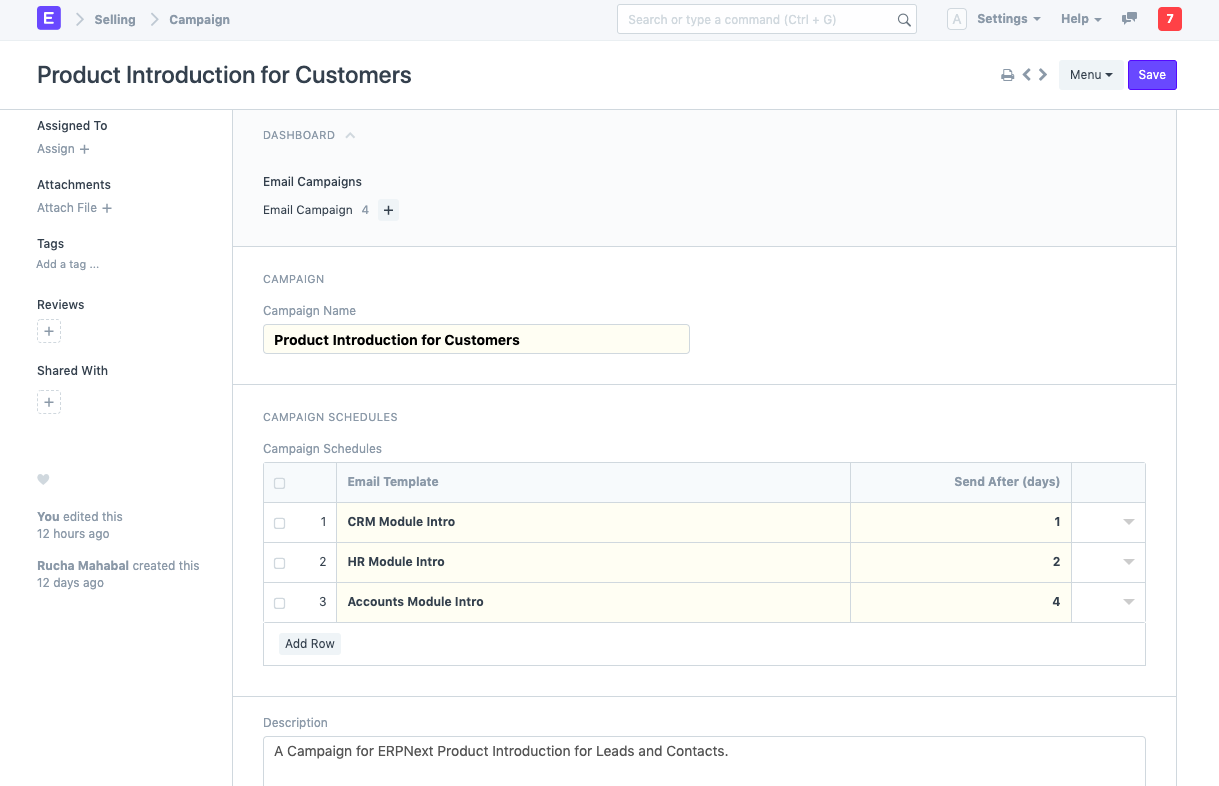 E Selling Campaign Search or type a command (Ctrl + G) A Settings Help 7
Product Introduction for Customers Menu Save
Assigned To
Assign +
Attachments
Attach File +
Tags
Add a tag ...
Reviews
+
Shared With
+
You edited this
12 hours ago
Rucha Mahabal created this
12 days ago
DASHBOARD
Email Campaigns
Email Campaign 4 +
CAMPAIGN
Campaign Name
Product Introduction for Customers
CAMPAIGN SCHEDULES
Campaign Schedules
Email Template Send After (days)
1 CRM Module Intro 1
2 HR Module Intro 2
3 Accounts Module Intro 4
Add Row
Description
A Campaign for ERPNext Product Introduction for Leads and Contacts.